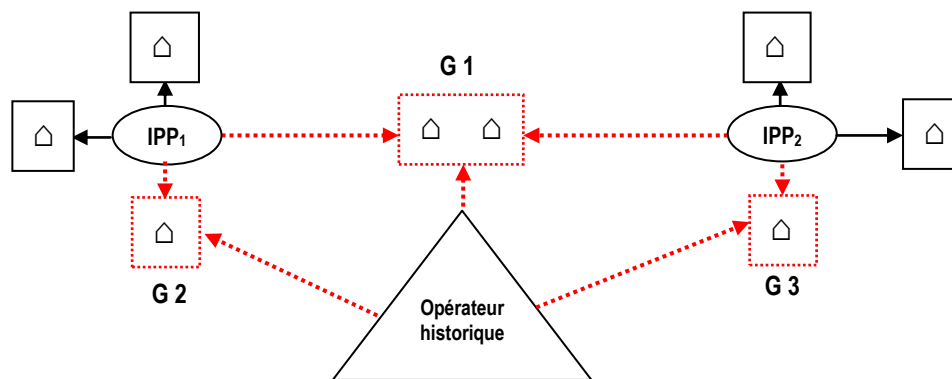 G 1
IPP₁
IPP₂
G 2
G 3
Opérateur
historique